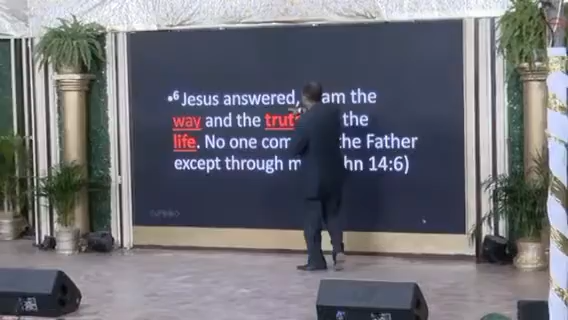 ▪6 Jesus answered, am the
way and the trut the
life. No one com the Father
except through m hn 14:6)